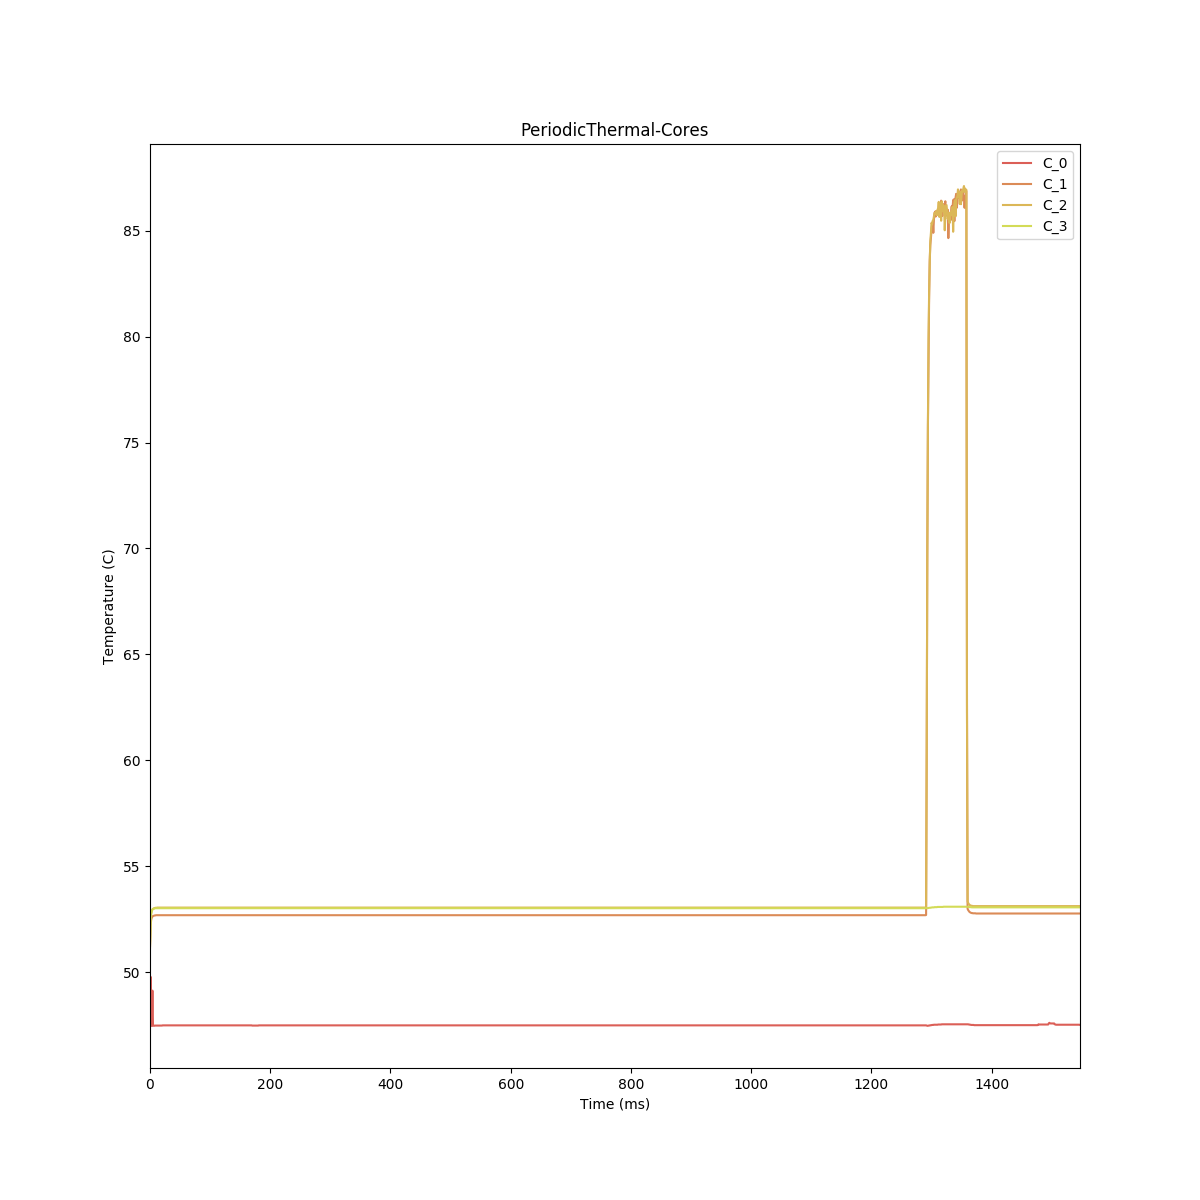 PeriodicThermal-Cores
C_0
C_1
C_2
C_3
85
80
75
70
65
60
55
50
Temperature (C)
0 200 400 600 800 1000 1200 1400
Time (ms)